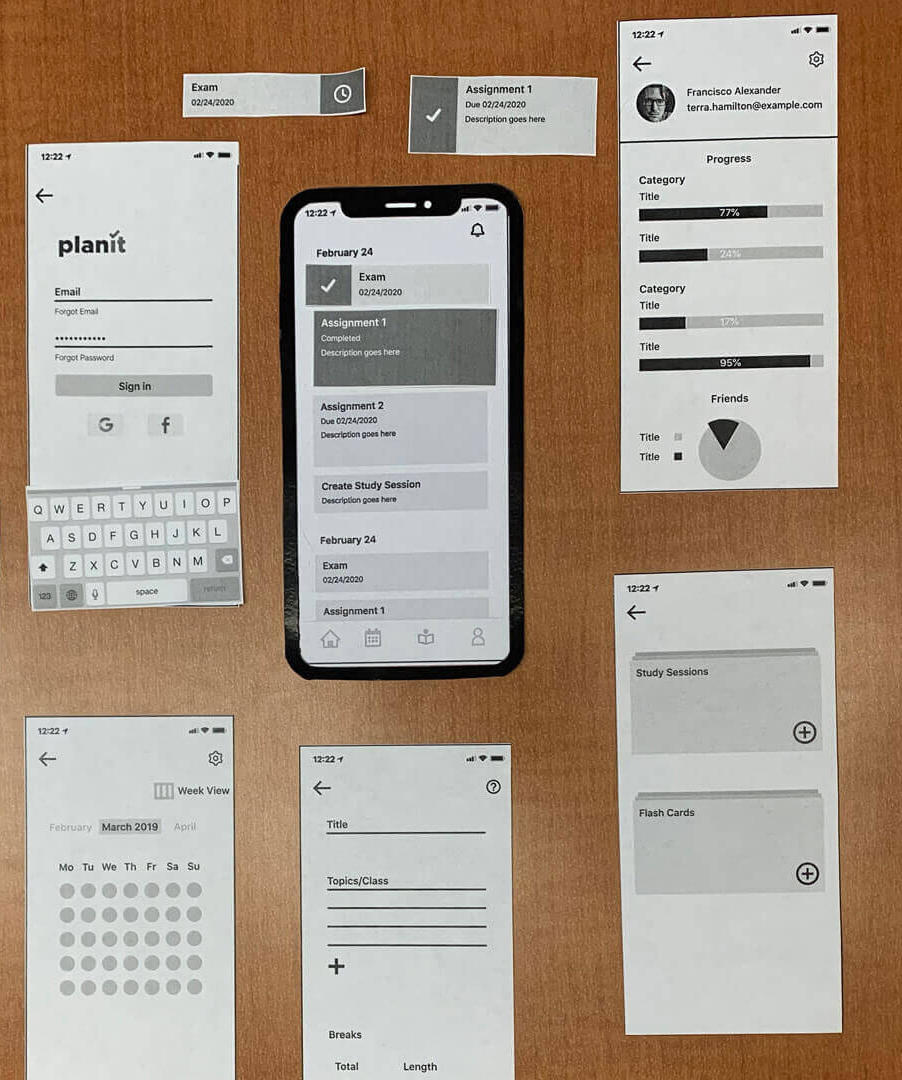 Exam
02/24/2020
Assignment 1
Due 02/24/2020
Description goes here
12:22
Francisco Alexander
terra.hamilton@example.com
Progress
Category
Title
77%
Title
24%
Category
Title
17%
Title
95%
Friends
Title
Title
12:22
planit
Email
Forgot Email
Forgot Password
Sign in
G f
Q W E R T Y U I O P
A S D F G H J K L
Z X C V B N M
123 space return
12:22
February 24
Exam
02/24/2020
Assignment 1
Completed
Description goes here
Assignment 2
Due 02/24/2020
Description goes here
Create Study Session
Description goes here
February 24
Exam
02/24/2020
Assignment 1
12:22
Study Sessions
Flash Cards
12:22
Week View
February March 2019 April
Mo Tu We Th Fr Sa Su
12:22
?
Title
Topics/Class
Breaks
Total Length